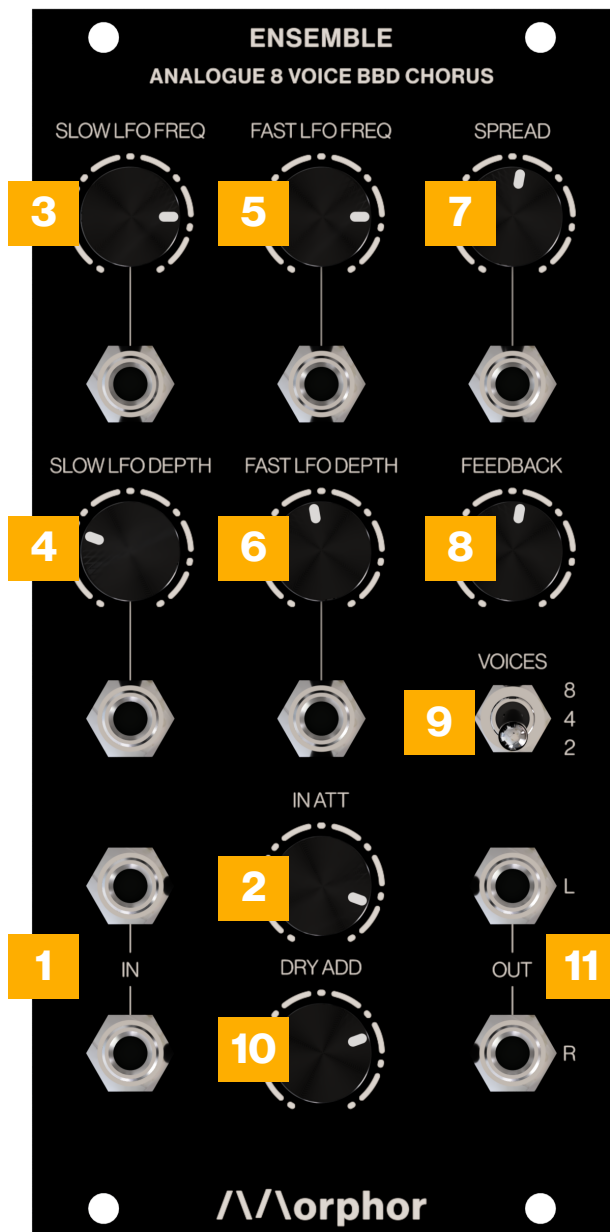 ENSEMBLE
ANALOGUE 8 VOICE BBD CHORUS
SLOW LFO FREQ FAST LFO FREQ SPREAD
3 5 7
SLOW LFO DEPTH FAST LFO DEPTH FEEDBACK
4 6 8
VOICES
8
9 4
2
IN ATT
2 L
1 IN OUT 11
DRY ADD
10 R
/\/\orphor